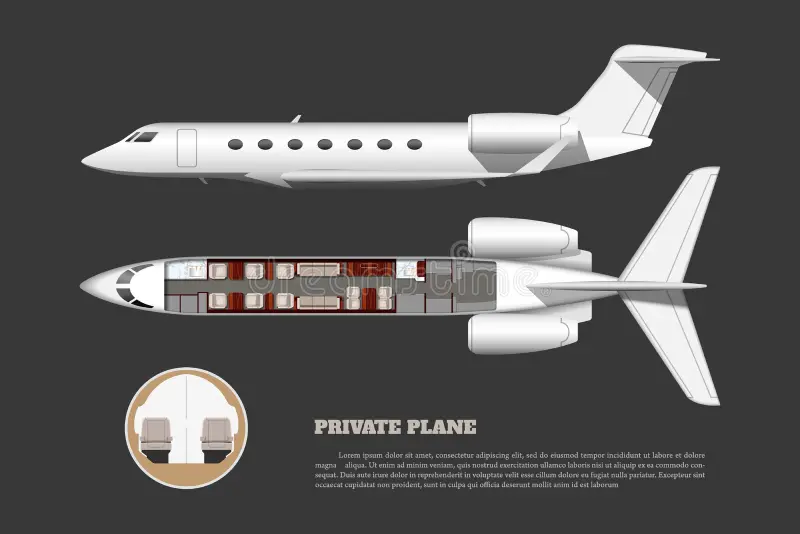 dreamstime
PRIVATE PLANE
Lorem ipsum dolor sit amet, consectetur adipiscing elit, sed do eiusmod tempor incididunt ut labore et dolore
magna aliqua. Ut enim ad minim veniam, quis nostrud exercitation ullamco laboris nisi ut aliquip ex ea commodo con-
sequat. Duis aute irure dolor in reprehenderit in voluptate velit esse cillum dolore eu fugiat nulla pariatur. Excepteur sint
occaecat cupidatat non proident, sunt in culpa qui officia deserunt mollit anim id est laborum